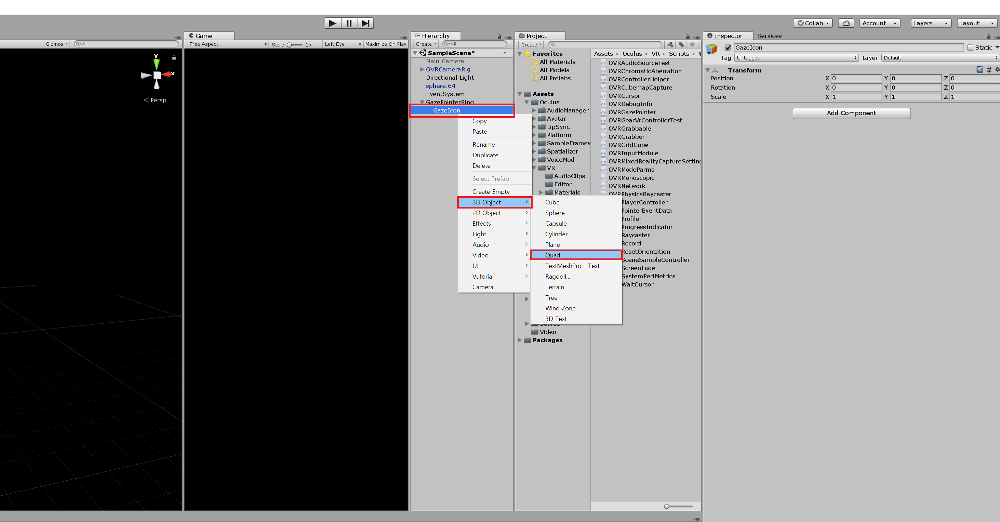 Collab
Account
Layers
Layout
Gizmos
All
Game
Free Aspect
Scale
1x
Left Eye
Maximize On Play
Hierarchy
Create
All
SampleScene*
Main Camera
OVRCameraRig
Directional Light
sphere.64
EventSystem
GazePointerRing
GazeIcon
y
x
Persp
Copy
Paste
Rename
Duplicate
Delete
Select Prefab
Create Empty
3D Object
2D Object
Effects
Light
Audio
Video
UI
Vuforia
Camera
Cube
Sphere
Capsule
Cylinder
Plane
Quad
TextMeshPro - Text
Ragdoll...
Terrain
Tree
Wind Zone
3D Text
Project
Create
Favorites
All Materials
All Models
All Prefabs
Assets
Oculus
AudioManager
Avatar
LipSync
Platform
SampleFramew
Spatializer
VoiceMod
VR
AudioClips
Editor
Materials
Source
Video
Packages
Assets Oculus VR Scripts
OVRAudioSourceTest
OVRChromaticAberration
OVRControllerHelper
OVRCubemapCapture
OVRCursor
OVRDebugInfo
OVRGazePointer
OVRGearVrControllerTest
OVRGrabbable
OVRGrabber
OVRGridCube
OVRInputModule
OVRMixedRealityCaptureSetting
OVRModeParms
OVRMonoscopic
OVRNetwork
OVRPhysicsRaycaster
PlayerController
PointerEventData
Profiler
ProgressIndicator
Raycaster
Record
ResetOrientation
SceneSampleController
ScreenFade
SystemPerfMetrics
WaitCursor
Inspector
Services
GazeIcon
Static
Tag Untagged
Layer Default
Transform
Position X 0 Y 0 Z 0
Rotation X 0 Y 0 Z 0
Scale X 1 Y 1 Z 1
Add Component